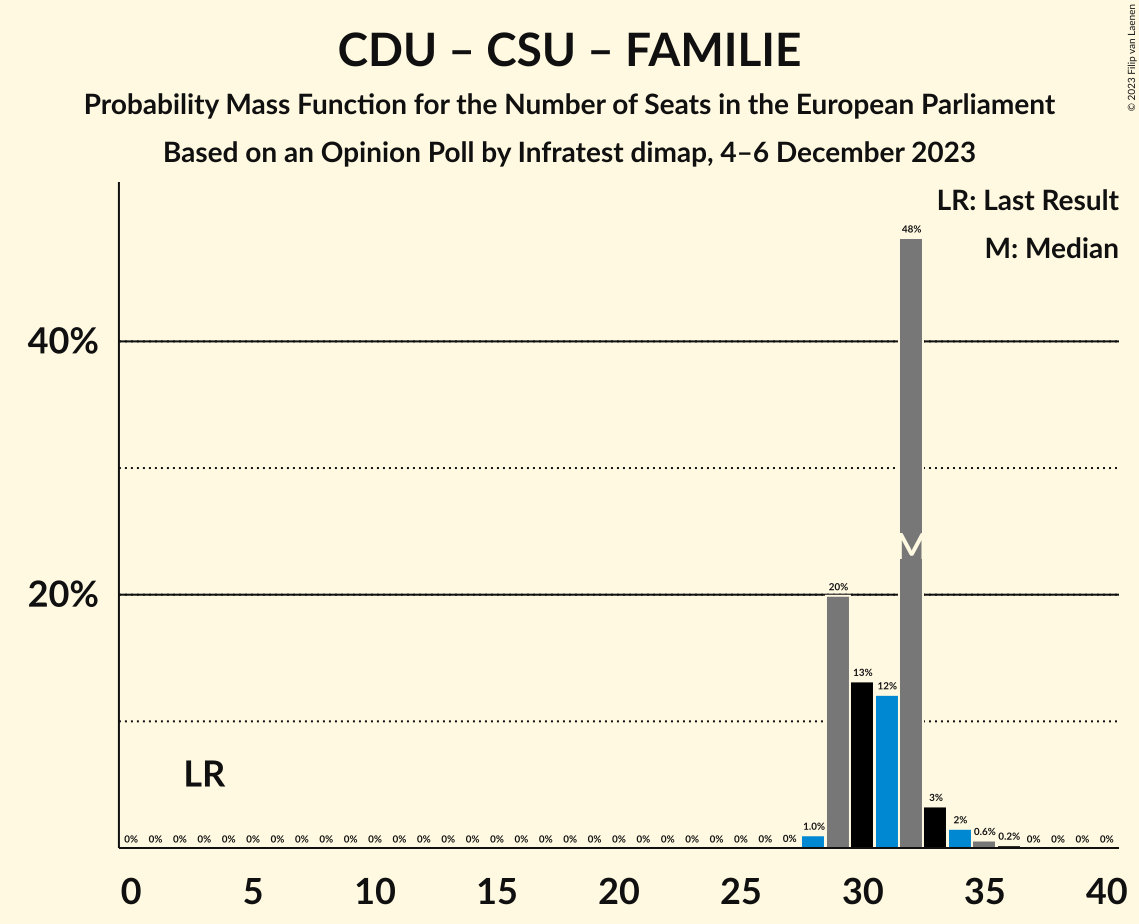 CDU – CSU – FAMILIE
Probability Mass Function for the Number of Seats in the European Parliament
Based on an Opinion Poll by Infratest dimap, 4–6 December 2023
© 2023 Filip van Laenen
LR: Last Result
M: Median
48%
40%
M
20%
20%
13%
12%
LR
3%
2%
1.0%
0.6%
0.2%
0% 0% 0% 0% 0% 0% 0% 0% 0% 0% 0% 0% 0% 0% 0% 0% 0% 0% 0% 0% 0% 0% 0% 0% 0% 0% 0% 0% 0% 0% 0% 0%
0 5 10 15 20 25 30 35 40